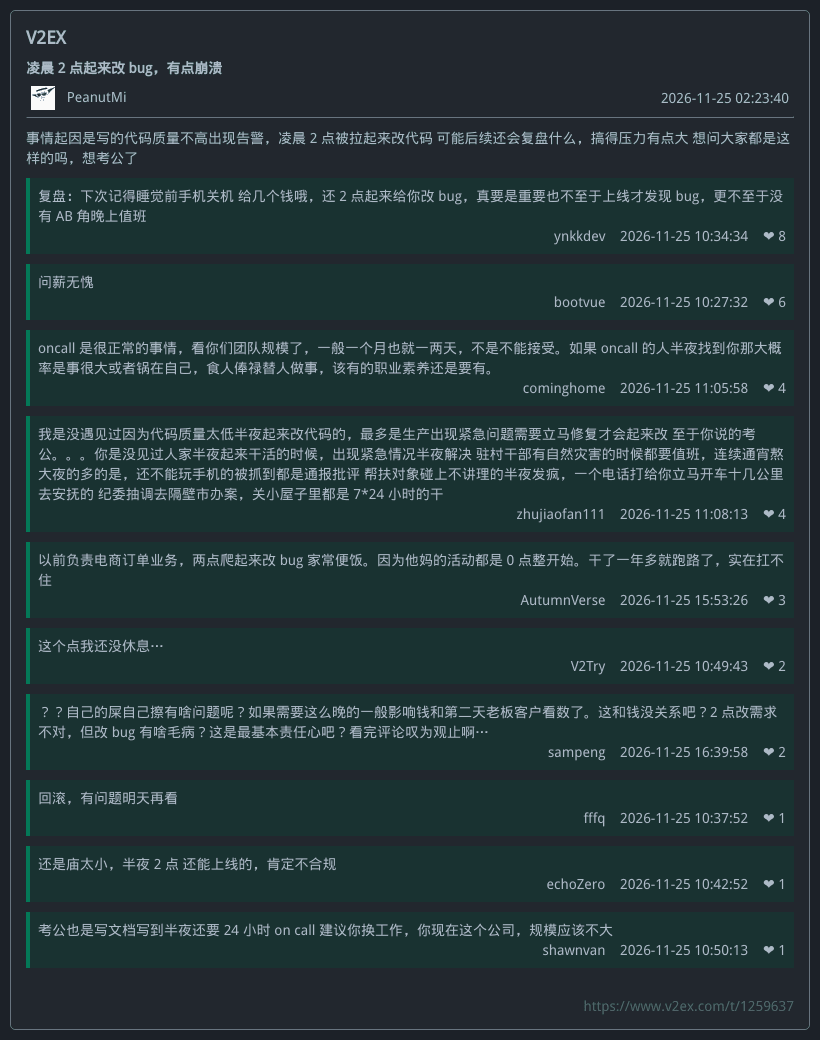 V2EX
凌晨 2 点起来改 bug，有点崩溃
PeanutMi
2026-11-25 02:23:40
事情起因是写的代码质量不高出现告警，凌晨 2 点被拉起来改代码 可能后续还会复盘什么，搞得压力有点大 想问大家都是这
样的吗，想考公了
复盘：下次记得睡觉前手机关机 给几个钱哦，还 2 点起来给你改 bug，真要是重要也不至于上线才发现 bug，更不至于没
有 AB 角晚上值班
ynkkdev 2026-11-25 10:34:34 ❤ 8
问薪无愧
bootvue 2026-11-25 10:27:32 ❤ 6
oncall 是很正常的事情，看你们团队规模了，一般一个月也就一两天，不是不能接受。如果 oncall 的人半夜找到你那大概
率是事很大或者锅在自己，食人俸禄替人做事，该有的职业素养还是要有。
cominghome 2026-11-25 11:05:58 ❤ 4
我是没遇见过因为代码质量太低半夜起来改代码的，最多是生产出现紧急问题需要立马修复才会起来改 至于你说的考
公。。。你是没见过人家半夜起来干活的时候，出现紧急情况半夜解决 驻村干部有自然灾害的时候都要值班，连续通宵熬
大夜的多的是，还不能玩手机的被抓到都是通报批评 帮扶对象碰上不讲理的半夜发疯，一个电话打给你立马开车十几公里
去安抚的 纪委抽调去隔壁市办案，关小屋子里都是 7*24 小时的干
zhujiaofan111 2026-11-25 11:08:13 ❤ 4
以前负责电商订单业务，两点爬起来改 bug 家常便饭。因为他妈的活动都是 0 点整开始。干了一年多就跑路了，实在扛不
住
AutumnVerse 2026-11-25 15:53:26 ❤ 3
这个点我还没休息…
V2Try 2026-11-25 10:49:43 ❤ 2
？？自己的屎自己擦有啥问题呢？如果需要这么晚的一般影响钱和第二天老板客户看数了。这和钱没关系吧？2 点改需求
不对，但改 bug 有啥毛病？这是最基本责任心吧？看完评论叹为观止啊…
sampeng 2026-11-25 16:39:58 ❤ 2
回滚，有问题明天再看
fffq 2026-11-25 10:37:52 ❤ 1
还是庙太小，半夜 2 点 还能上线的，肯定不合规
echoZero 2026-11-25 10:42:52 ❤ 1
考公也是写文档写到半夜还要 24 小时 on call 建议你换工作，你现在这个公司，规模应该不大
shawnvan 2026-11-25 10:50:13 ❤ 1
https://www.v2ex.com/t/1259637